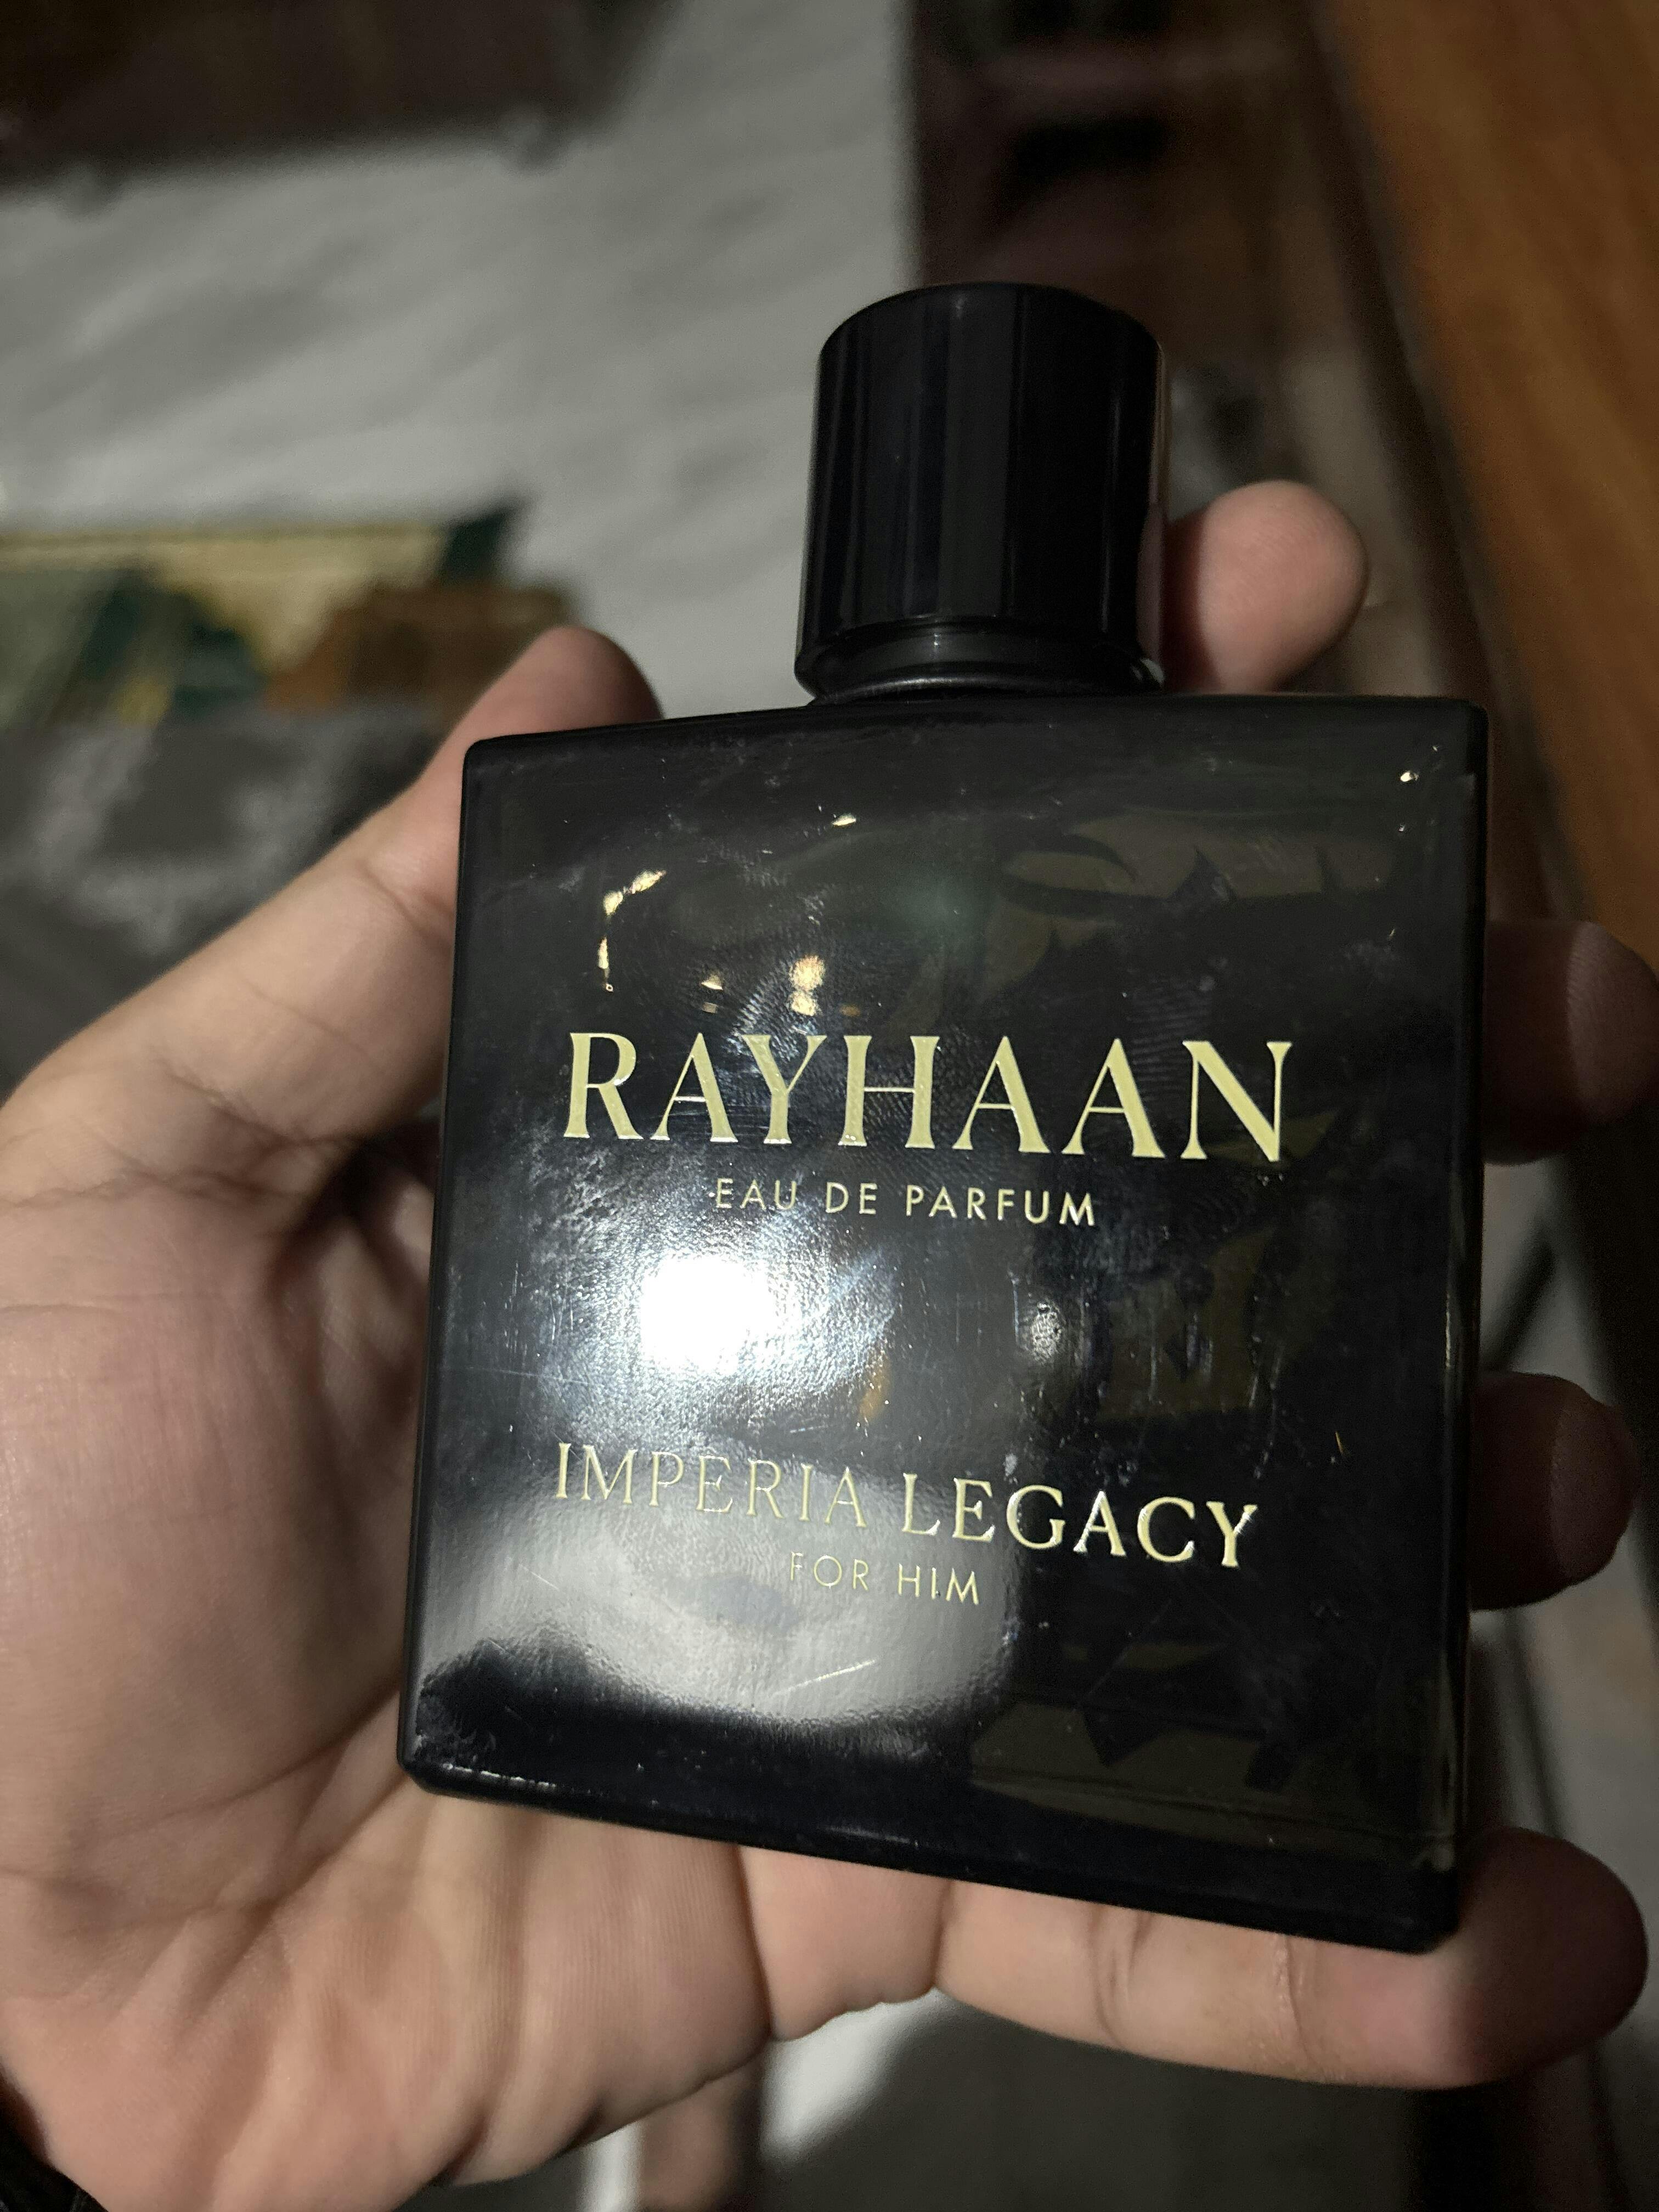 RAYHAAN
EAU DE PARFUM
IMPERIA LEGACY
FOR HIM